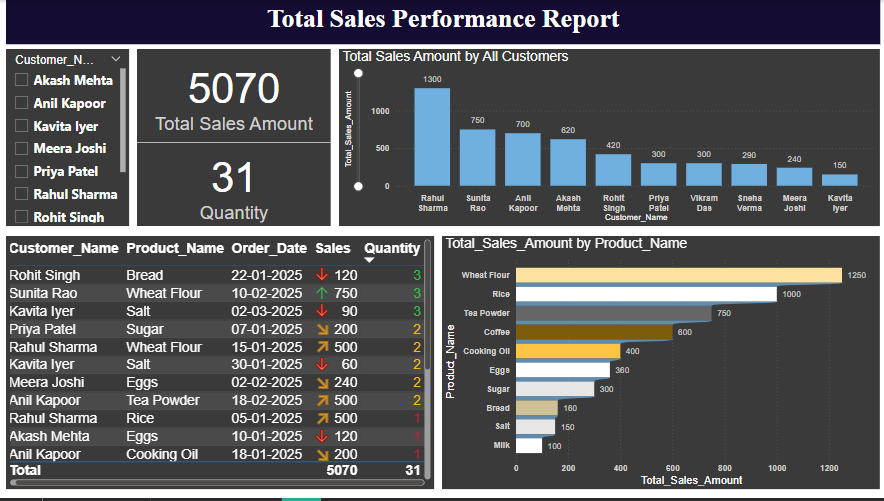 Total Sales Performance Report
Customer_N...
Akash Mehta
Anil Kapoor
Kavita Iyer
Meera Joshi
Priya Patel
Rahul Sharma
Rohit Singh
5070
Total Sales Amount
31
Quantity
Total Sales Amount by All Customers
Total_Sales_Amount
1000
500
0
1300
750
700
620
420
300
300
290
240
150
Rahul Sharma
Sunita Rao
Anil Kapoor
Akash Mehta
Rohit Singh
Priya Patel
Vikram Das
Sneha Verma
Meera Joshi
Kavita Iyer
Customer_Name
Customer_Name Product_Name Order_Date Sales Quantity
Rohit Singh Bread 22-01-2025 120 3
Sunita Rao Wheat Flour 10-02-2025 750 3
Kavita Iyer Salt 02-03-2025 90 3
Priya Patel Sugar 07-01-2025 200 2
Rahul Sharma Wheat Flour 15-01-2025 500 2
Kavita Iyer Salt 30-01-2025 60 2
Meera Joshi Eggs 02-02-2025 240 2
Anil Kapoor Tea Powder 18-02-2025 500 2
Rahul Sharma Rice 05-01-2025 500 1
Akash Mehta Eggs 10-01-2025 120 1
Anil Kapoor Cooking Oil 18-01-2025 200 1
Total 5070 31
Total_Sales_Amount by Product_Name
Product_Name
Wheat Flour 1250
Rice 1000
Tea Powder 750
Coffee 600
Cooking Oil 400
Eggs 360
Sugar 300
Bread 160
Salt 150
Milk 100
0 200 400 600 800 1000 1200
Total_Sales_Amount